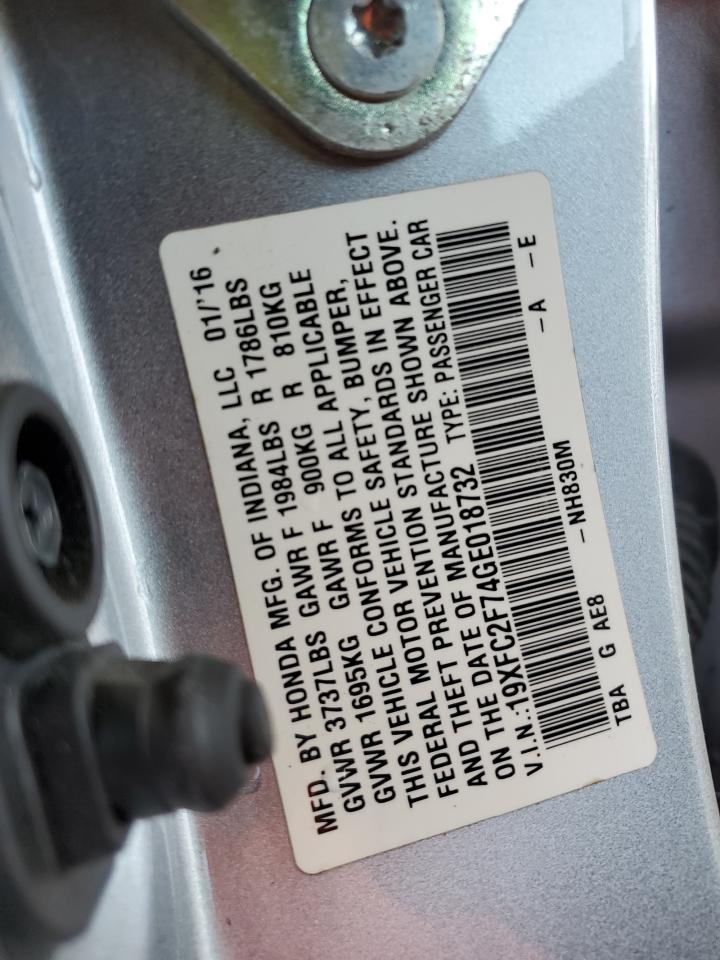 MFD. BY HONDA MFG. OF INDIANA, LLC 01/'16
GVWR 3737LBS GAWR F 1984LBS R 1786LBS
GVWR 1695KG GAWR F 900KG R 810KG
THIS VEHICLE CONFORMS TO ALL APPLICABLE
FEDERAL MOTOR VEHICLE SAFETY, BUMPER,
AND THEFT PREVENTION STANDARDS IN EFFECT
ON THE DATE OF MANUFACTURE SHOWN ABOVE.
V.I.N.:19XFC2F74GE018732 TYPE: PASSENGER CAR
TBA G AE8 -NH830M -A -E